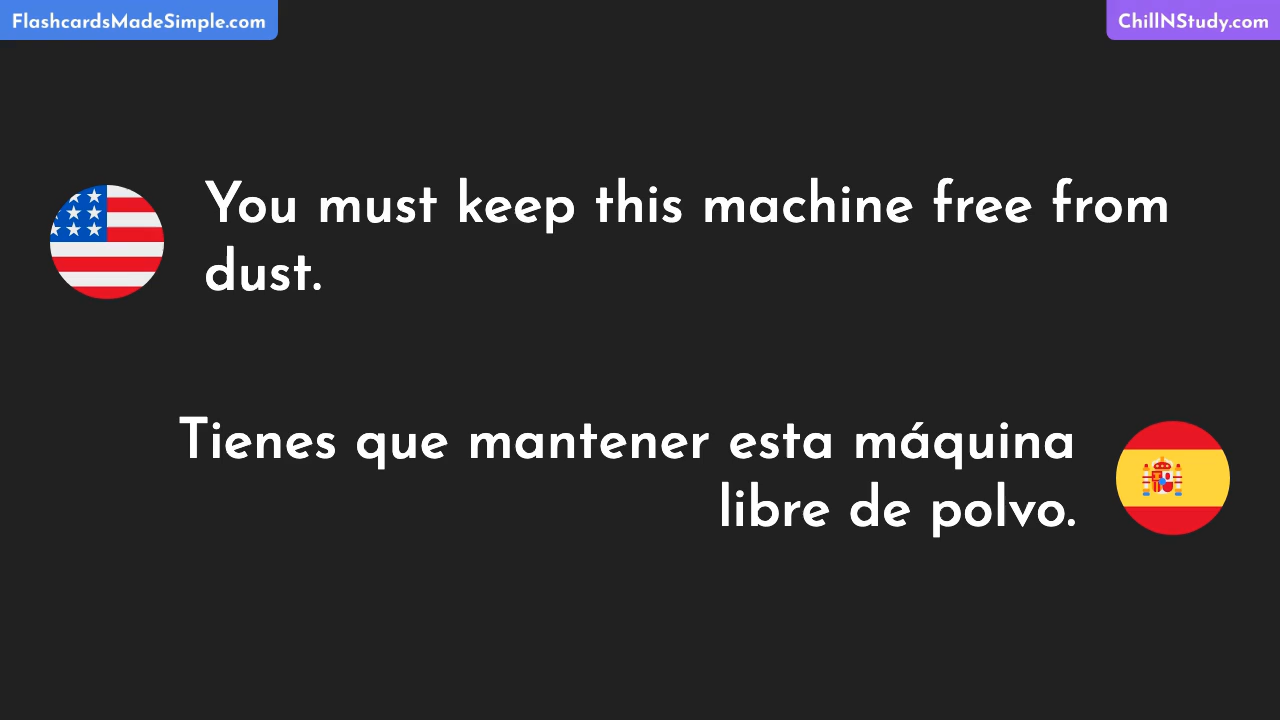 FlashcardsMadeSimple.com
ChillNStudy.com
You must keep this machine free from
dust.
Tienes que mantener esta máquina
libre de polvo.